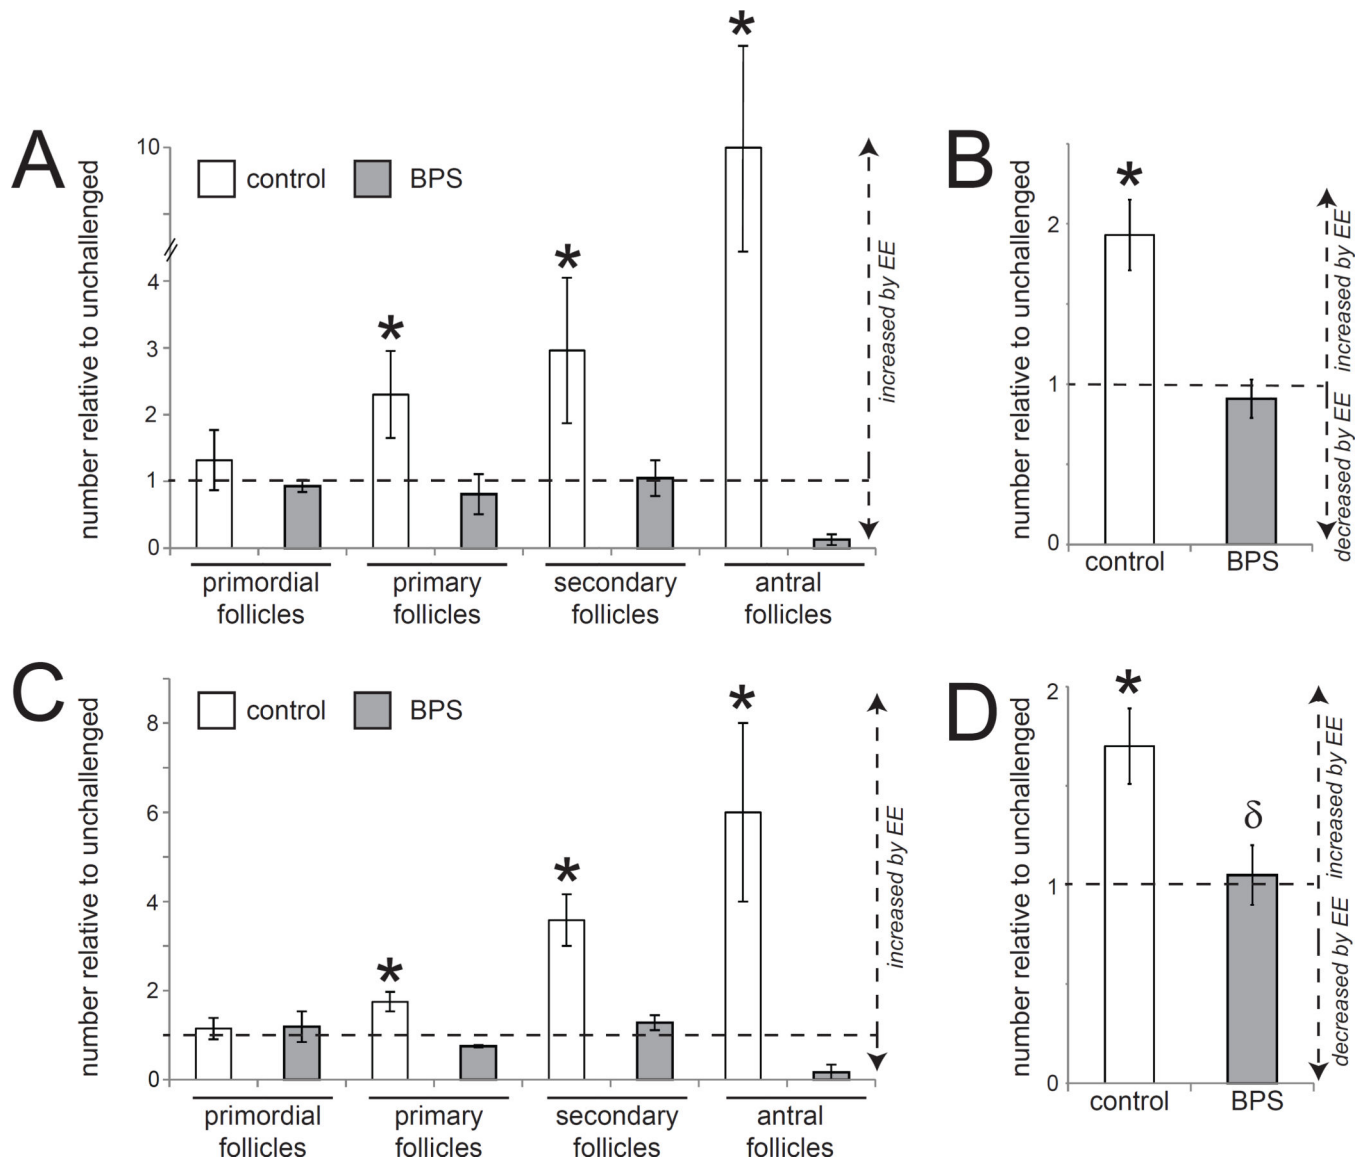 A
number relative to unchallenged
control
BPS
*
*
*
10
4
3
2
1
0
increased by EE
primordial
follicles
primary
follicles
secondary
follicles
antral
follicles
B
number relative to unchallenged
*
2
1
0
control
BPS
increased by EE
decreased by EE
C
number relative to unchallenged
control
BPS
*
*
*
8
6
4
2
0
increased by EE
primordial
follicles
primary
follicles
secondary
follicles
antral
follicles
D
number relative to unchallenged
*
δ
2
1
0
control
BPS
increased by EE
decreased by EE